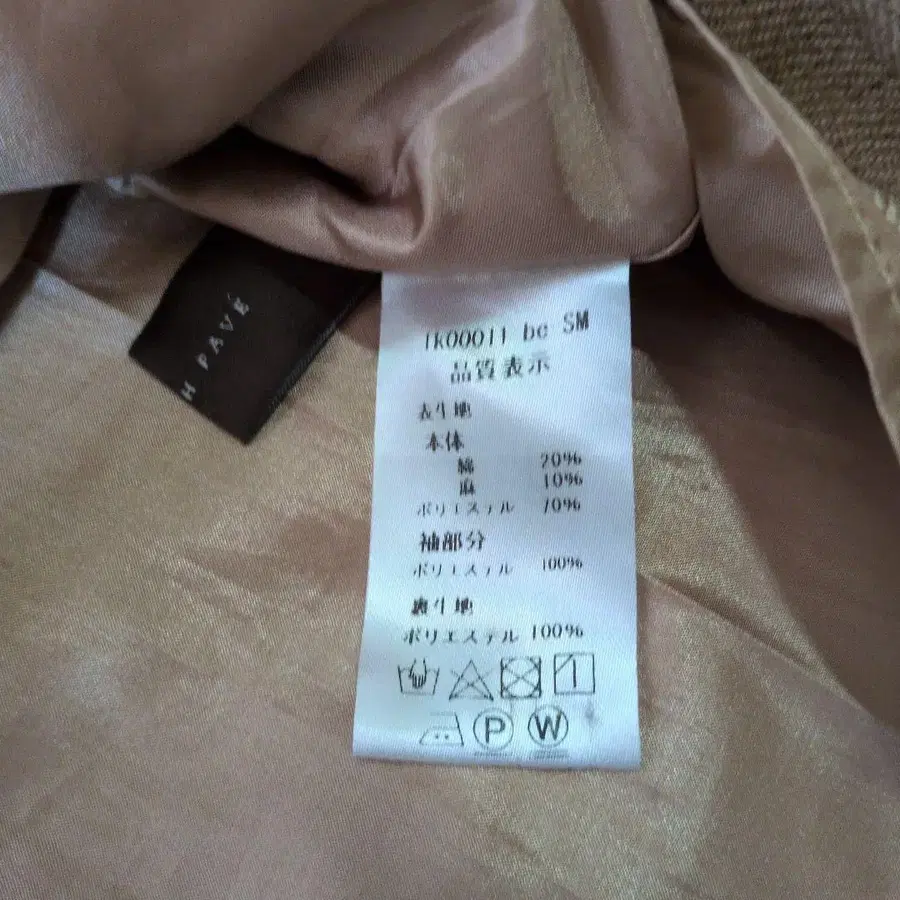 H PAVÉ
1k00011 bc SM
品質表示
表生地
本体
綿 20%
麻 10%
ポリエステル 70%
袖部分
ポリエステル 100%
裏生地
ポリエステル 100%
P W